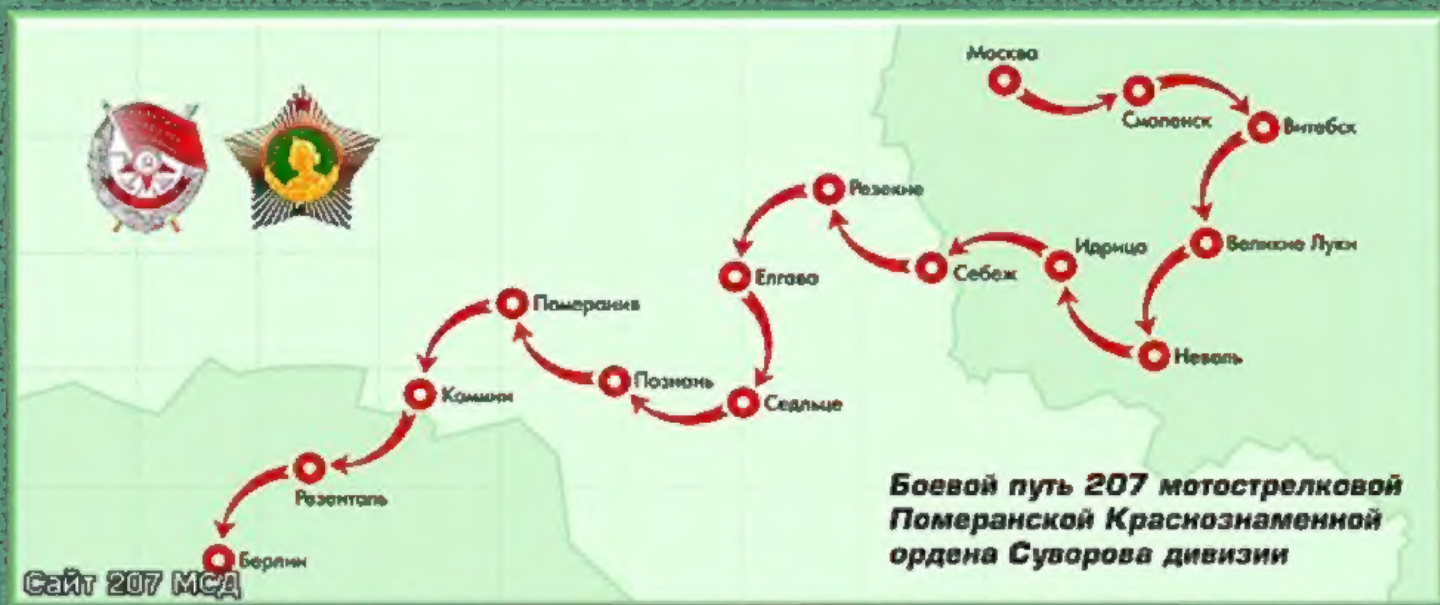 Москва
Смоленск
Витебск
Великие Луки
Невель
Идрица
Себеж
Резекне
Елгава
Седльце
Познань
Померания
Каммин
Розенталь
Берлин
Боевой путь 207 мотострелковой
Померанской Краснознаменной
ордена Суворова дивизии
Сайт 207 МСД